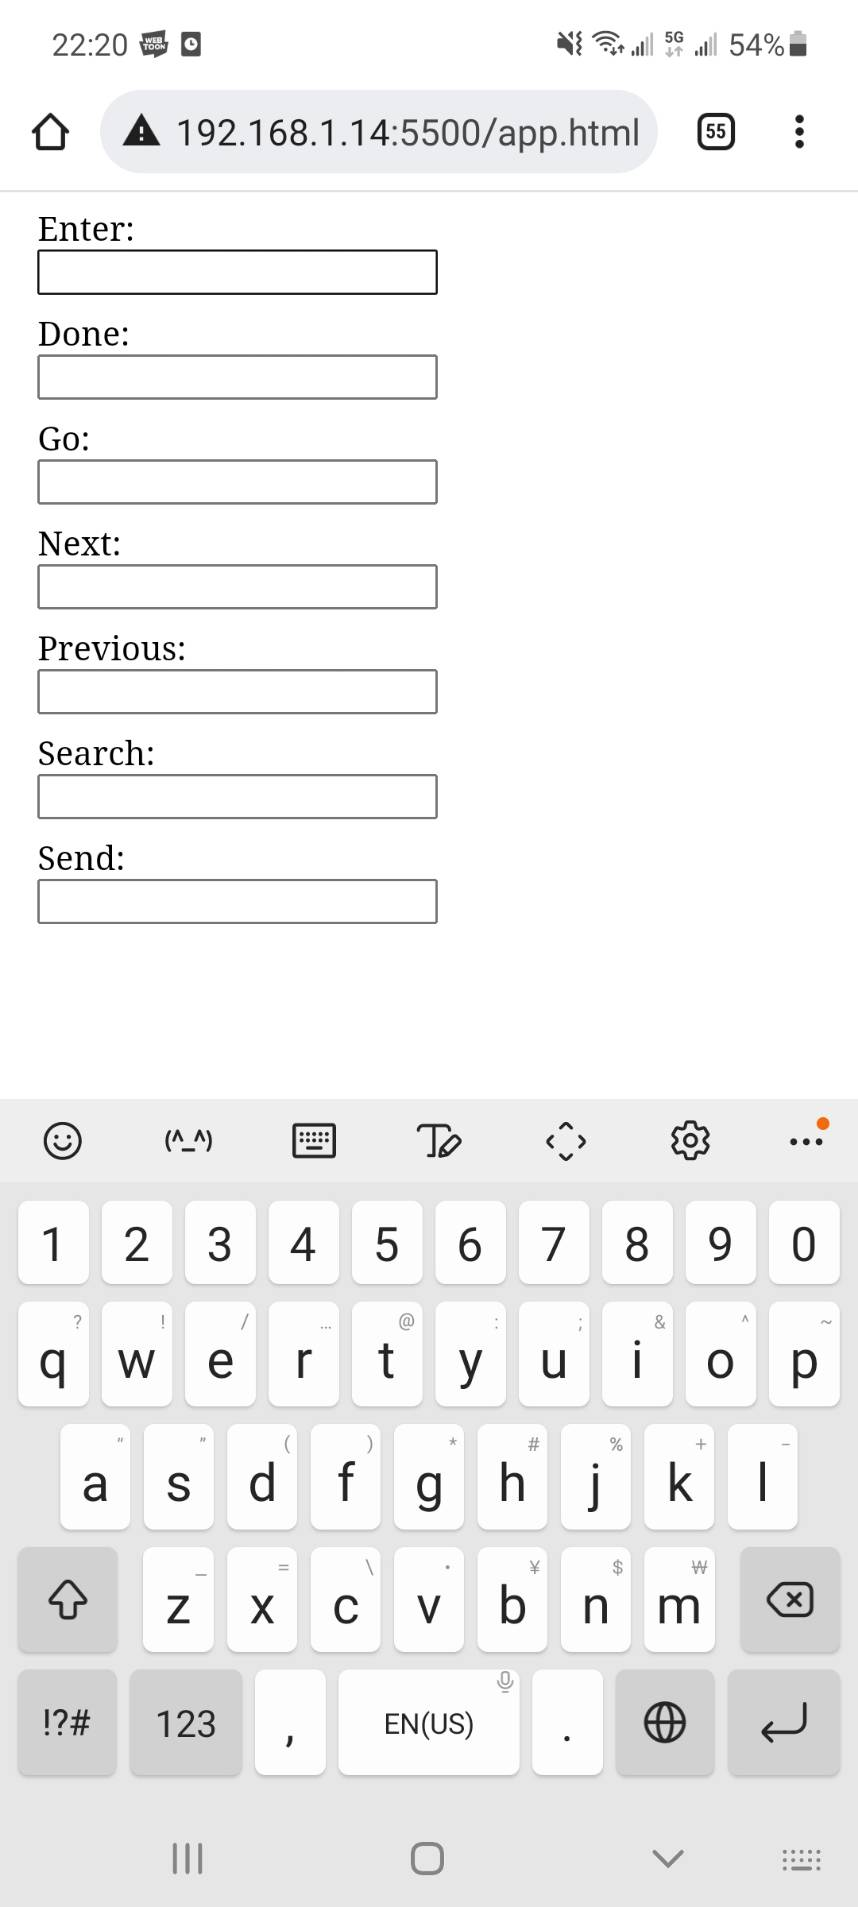 22:20 WEB TOON 5G 54%
192.168.1.14:5500/app.html 55
Enter:
Done:
Go:
Next:
Previous:
Search:
Send:
(^_^)
1 2 3 4 5 6 7 8 9 0
? ! / ... @ : ; & ^ ~
q w e r t y u i o p
" " ( ) * # % + -
a s d f g h j k l
_ = \ · ¥ $ ₩
z x c v b n m
!?# 123 , EN(US) .